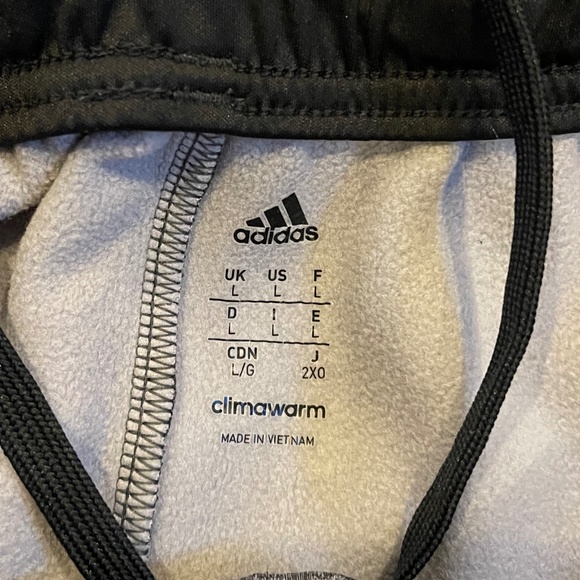 adidas
UK US F
L L L
D I E
L L L
CDN J
L/G 2XO
climawarm
MADE IN VIETNAM